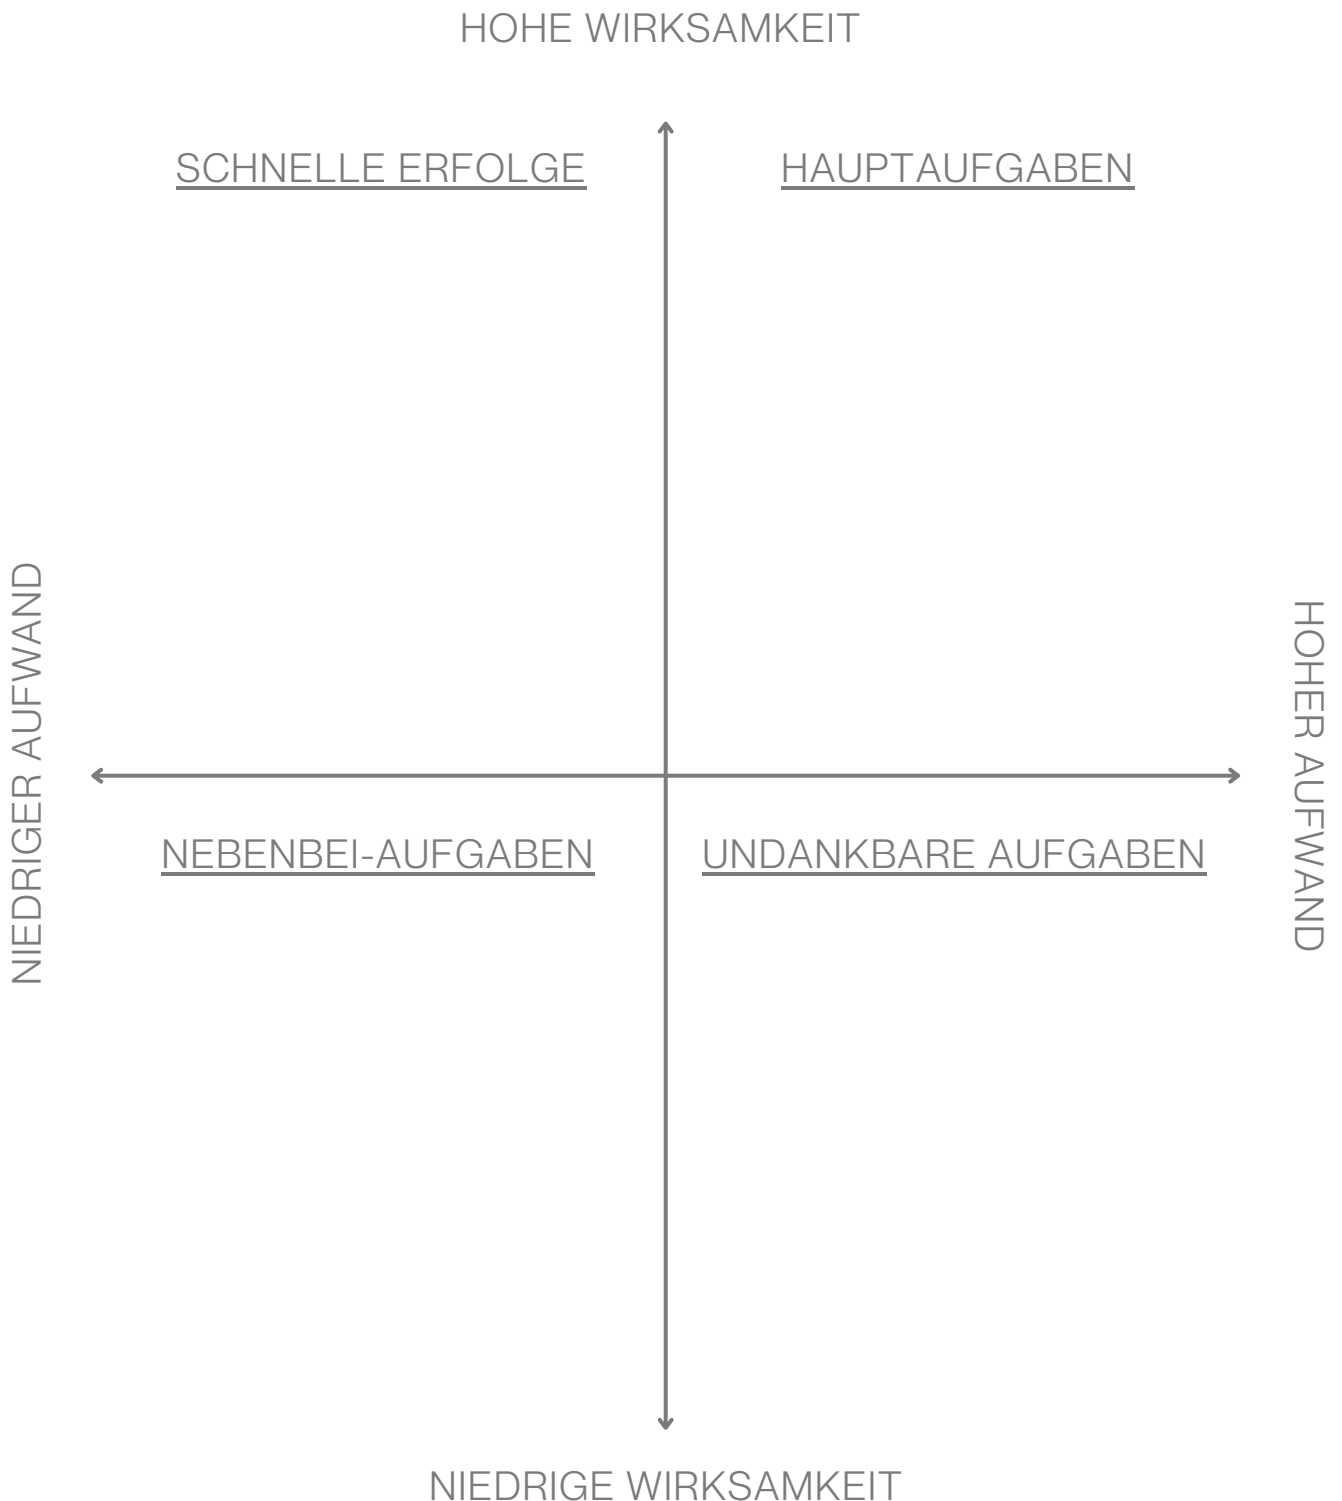 HOHE WIRKSAMKEIT
SCHNELLE ERFOLGE
HAUPTAUFGABEN
NIEDRIGER AUFWAND
HOHER AUFWAND
NEBENBEI-AUFGABEN
UNDANKBARE AUFGABEN
NIEDRIGE WIRKSAMKEIT